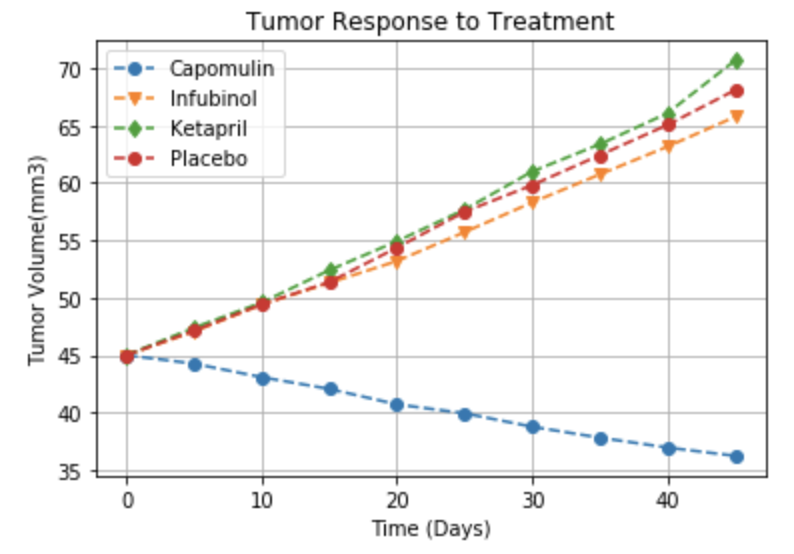 Tumor Response to Treatment
Capomulin
Infubinol
Ketapril
Placebo
Tumor Volume(mm3)
70
65
60
55
50
45
40
35
0 10 20 30 40
Time (Days)